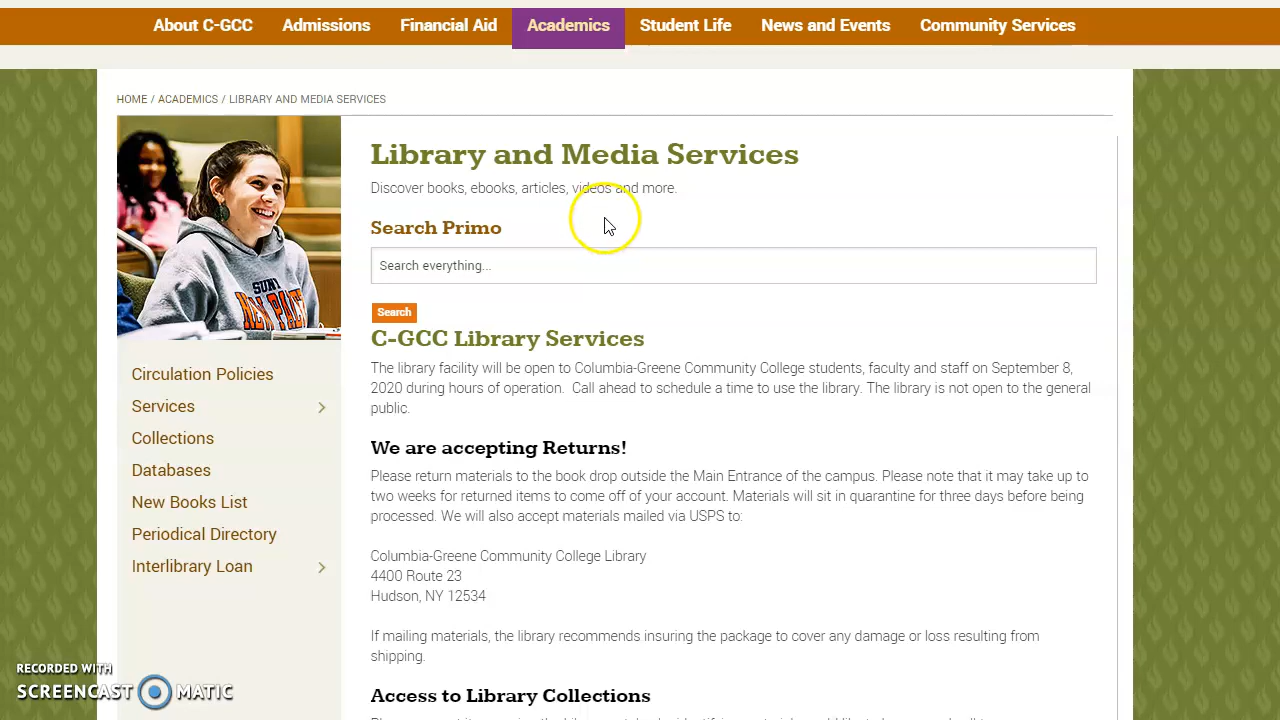 About C-GCC Admissions Financial Aid Academics Student Life News and Events Community Services
HOME / ACADEMICS / LIBRARY AND MEDIA SERVICES
Library and Media Services
Discover books, ebooks, articles, videos and more.
Search Primo
Search everything...
Search
C-GCC Library Services
The library facility will be open to Columbia-Greene Community College students, faculty and staff on September 8,
2020 during hours of operation. Call ahead to schedule a time to use the library. The library is not open to the general
public.
We are accepting Returns!
Please return materials to the book drop outside the Main Entrance of the campus. Please note that it may take up to
two weeks for returned items to come off of your account. Materials will sit in quarantine for three days before being
processed. We will also accept materials mailed via USPS to:
Columbia-Greene Community College Library
4400 Route 23
Hudson, NY 12534
If mailing materials, the library recommends insuring the package to cover any damage or loss resulting from
shipping.
Access to Library Collections
SUNY
Circulation Policies
Services
Collections
Databases
New Books List
Periodical Directory
Interlibrary Loan
RECORDED WITH
SCREENCAST MATIC